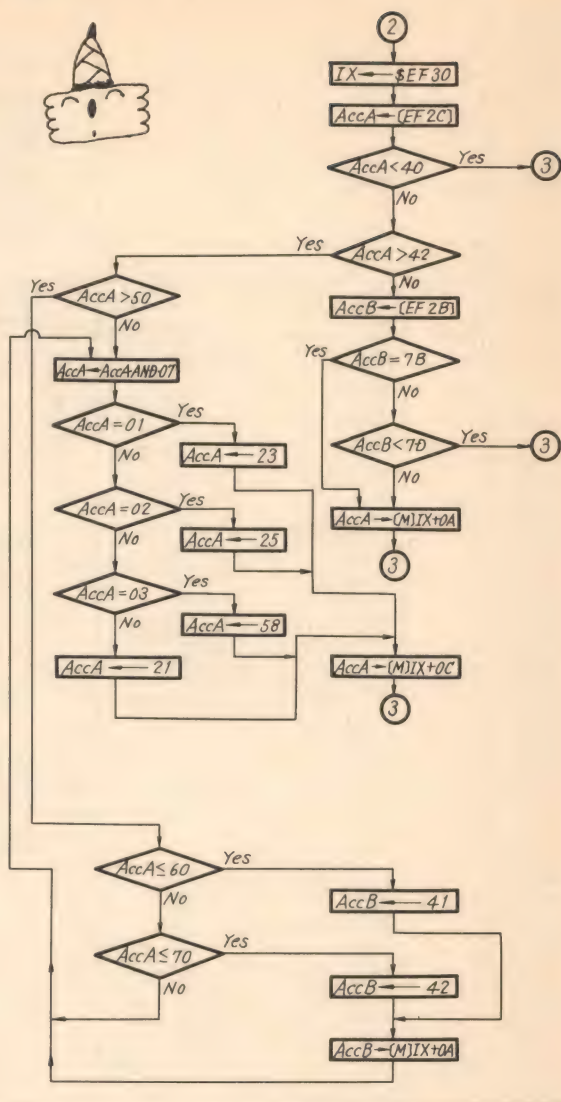 2
IX ← $EF30
AccA ← [EF2C]
AccA < 40
Yes
3
No
AccA > 42
Yes
No
AccB ← [EF2B]
AccB = 7B
Yes
No
AccB < 7D
Yes
3
No
AccA → [M]IX+0A
3
AccA > 50
Yes
No
AccA ← AccA AND 07
AccA = 01
Yes
AccA ← 23
No
AccA = 02
Yes
AccA ← 25
No
AccA = 03
Yes
AccA ← 58
No
AccA ← 21
AccA → [M]IX+0C
3
AccA ≤ 60
Yes
AccB ← 41
No
AccA ≤ 70
Yes
AccB ← 42
No
AccB → [M]IX+0A